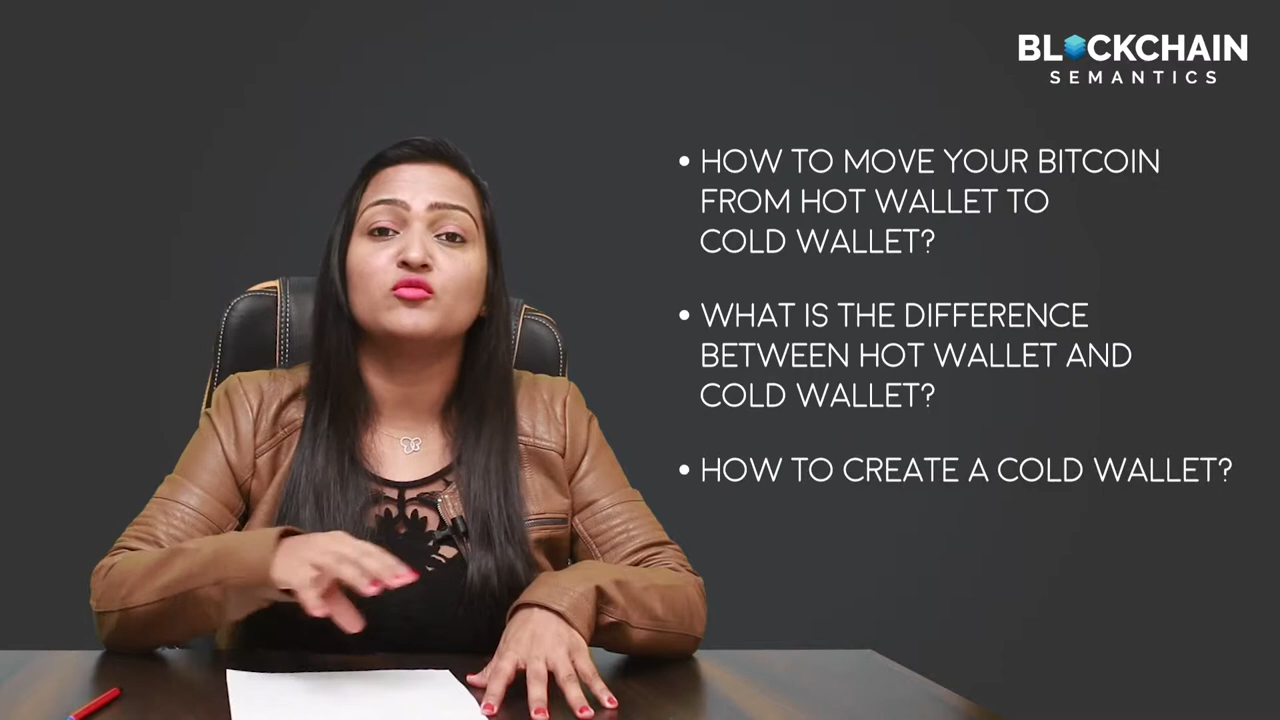 BLOCKCHAIN
SEMANTICS
• HOW TO MOVE YOUR BITCOIN
FROM HOT WALLET TO
COLD WALLET?
• WHAT IS THE DIFFERENCE
BETWEEN HOT WALLET AND
COLD WALLET?
• HOW TO CREATE A COLD WALLET?